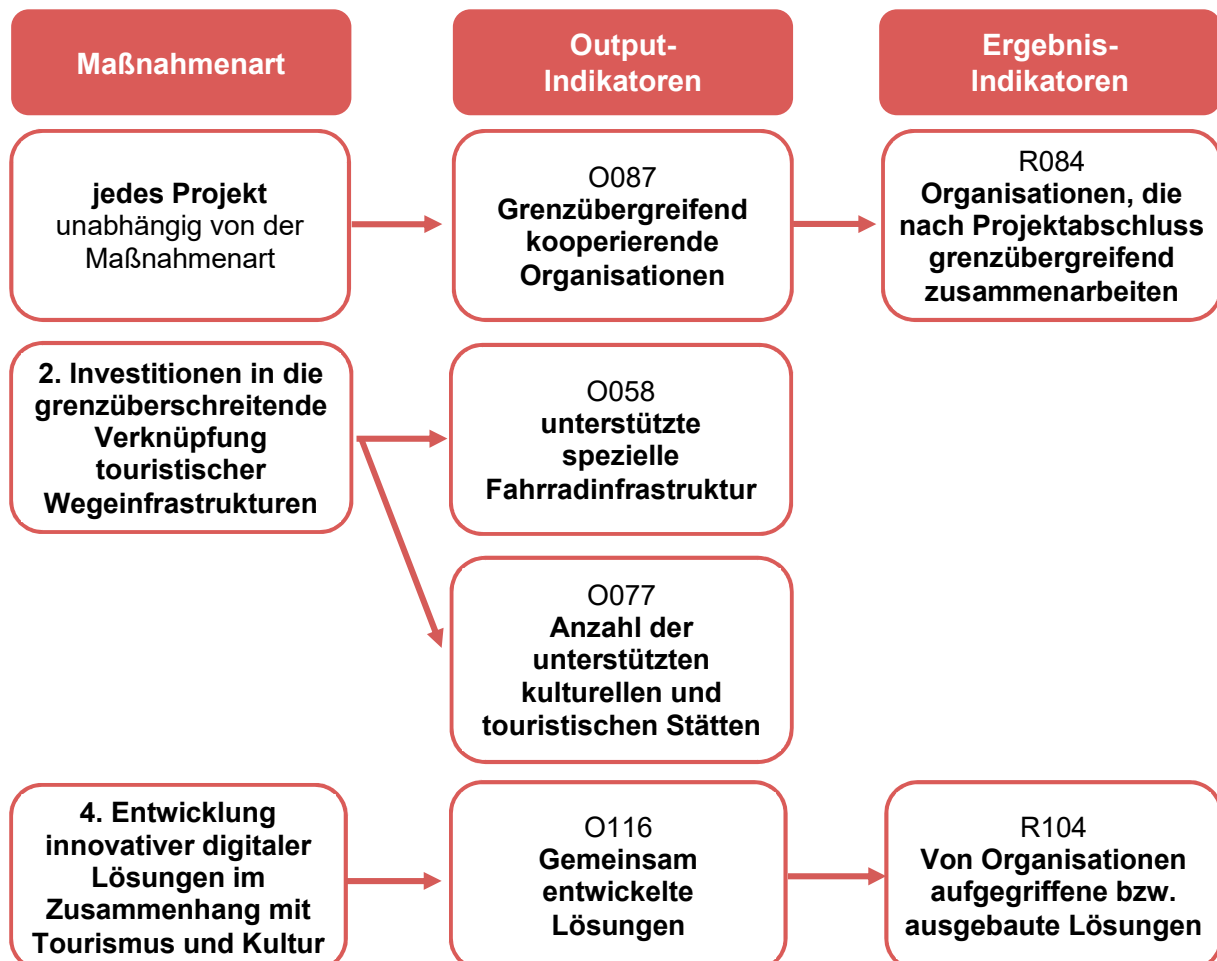 Maßnahmenart
Output-
Indikatoren
Ergebnis-
Indikatoren
jedes Projekt
unabhängig von der
Maßnahmenart
O087
Grenzübergreifend
kooperierende
Organisationen
R084
Organisationen, die
nach Projektabschluss
grenzübergreifend
zusammenarbeiten
2. Investitionen in die
grenzüberschreitende
Verknüpfung
touristischer
Wegeinfrastrukturen
O058
unterstützte
spezielle
Fahrradinfrastruktur
O077
Anzahl der
unterstützten
kulturellen und
touristischen Stätten
4. Entwicklung
innovativer digitaler
Lösungen im
Zusammenhang mit
Tourismus und Kultur
O116
Gemeinsam
entwickelte
Lösungen
R104
Von Organisationen
aufgegriffene bzw.
ausgebaute Lösungen